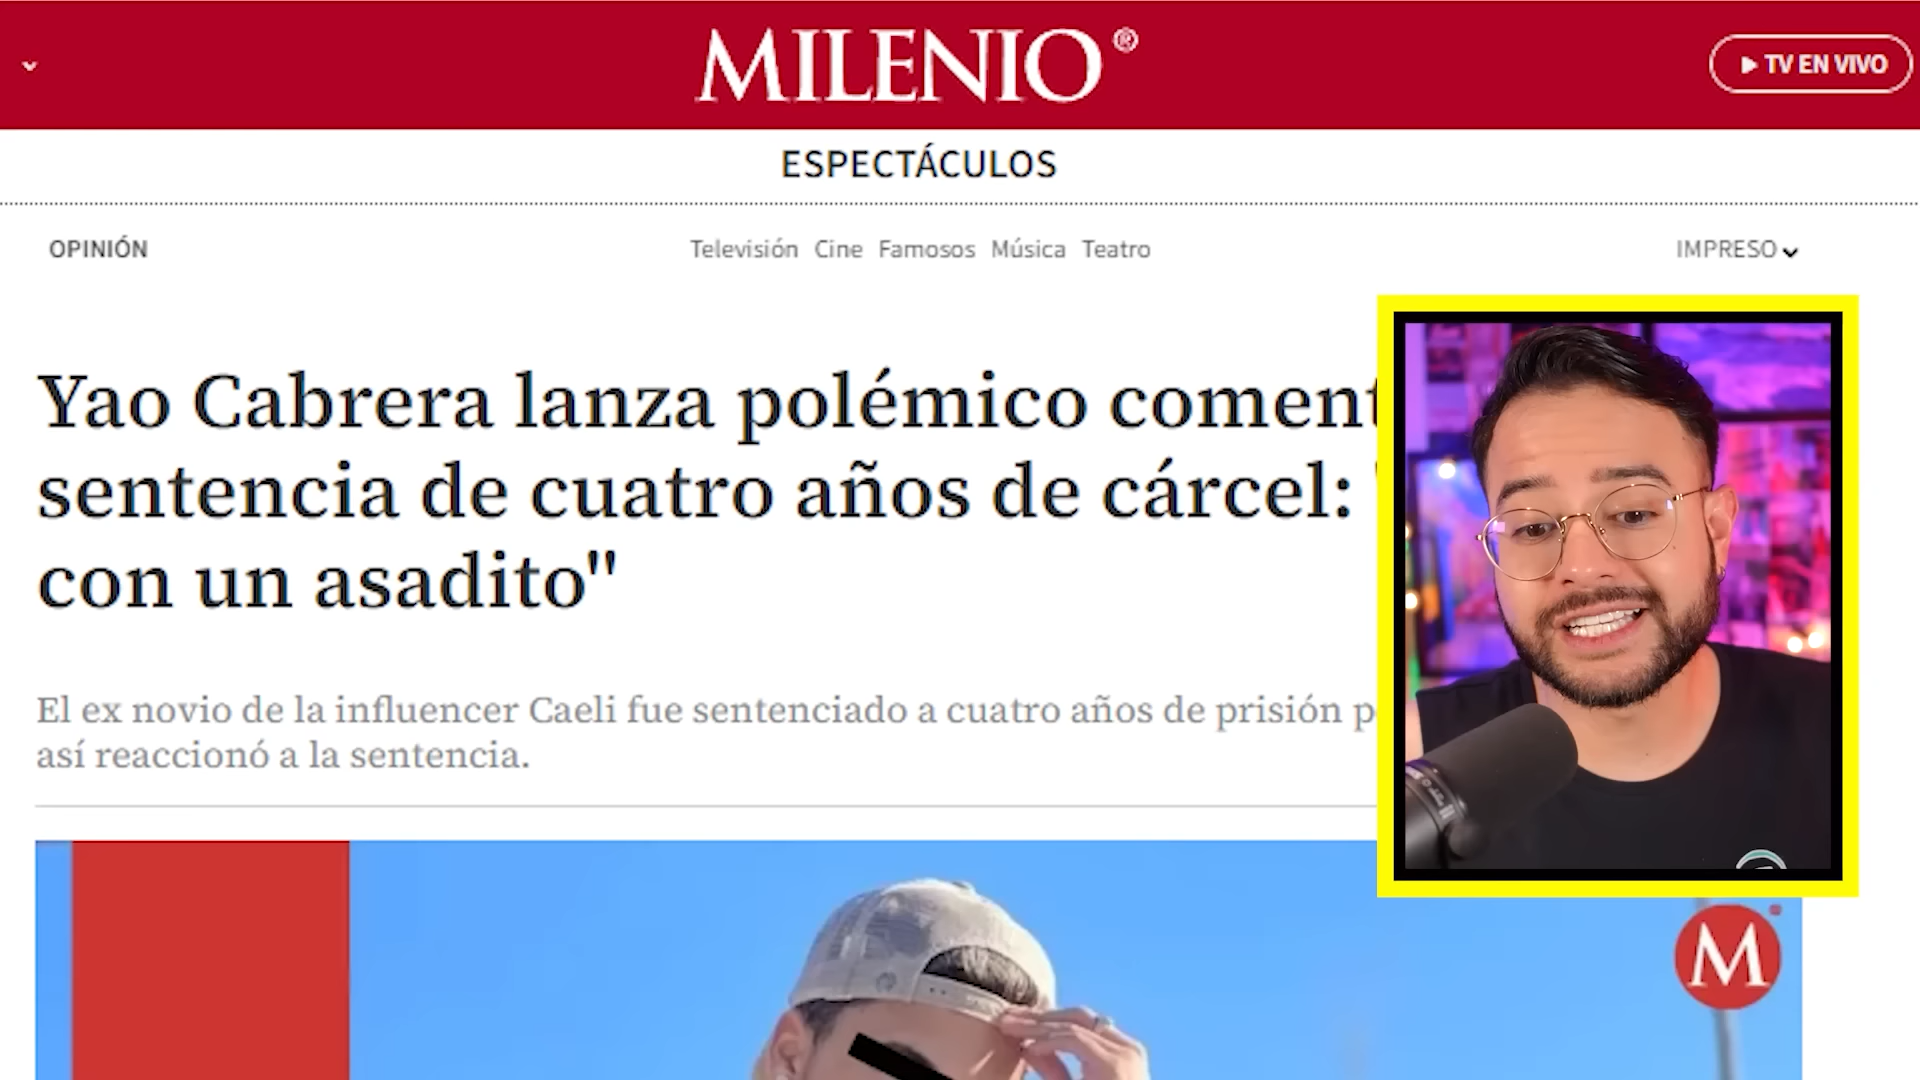 MILENIO®
TV EN VIVO
ESPECTÁCULOS
OPINIÓN
Televisión Cine Famosos Música Teatro
IMPRESO
Yao Cabrera lanza polémico coment
sentencia de cuatro años de cárcel: "
con un asadito"
El ex novio de la influencer Caeli fue sentenciado a cuatro años de prisión p
así reaccionó a la sentencia.
M